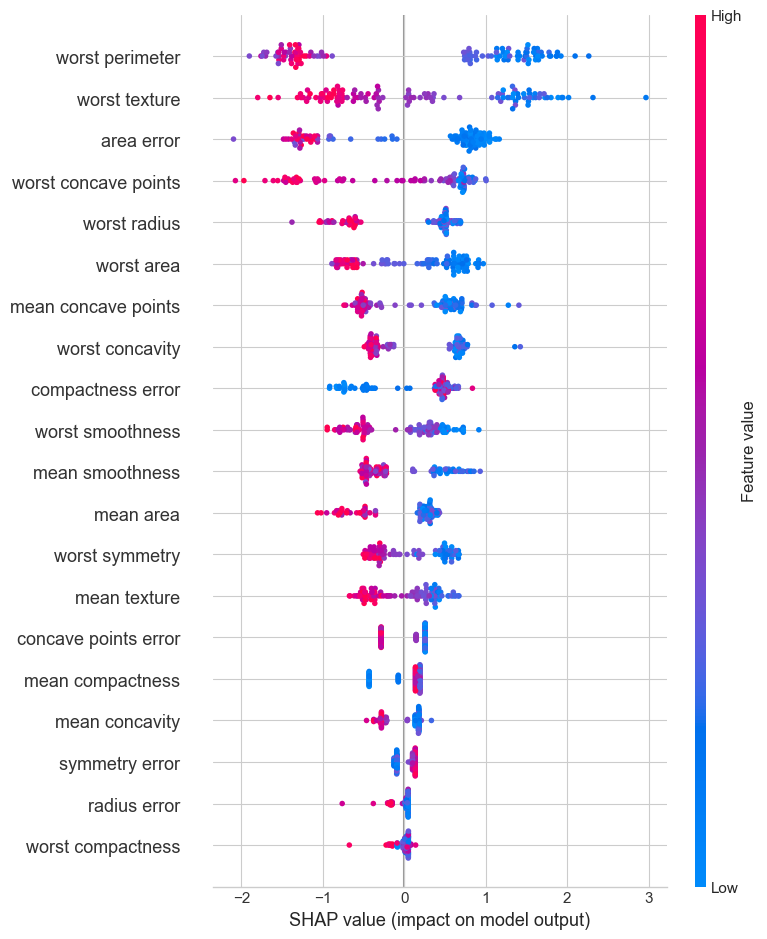 High
worst perimeter
worst texture
area error
worst concave points
worst radius
worst area
mean concave points
worst concavity
compactness error
worst smoothness
mean smoothness
mean area
worst symmetry
mean texture
concave points error
mean compactness
mean concavity
symmetry error
radius error
worst compactness
Feature value
Low
−2 −1 0 1 2 3
SHAP value (impact on model output)